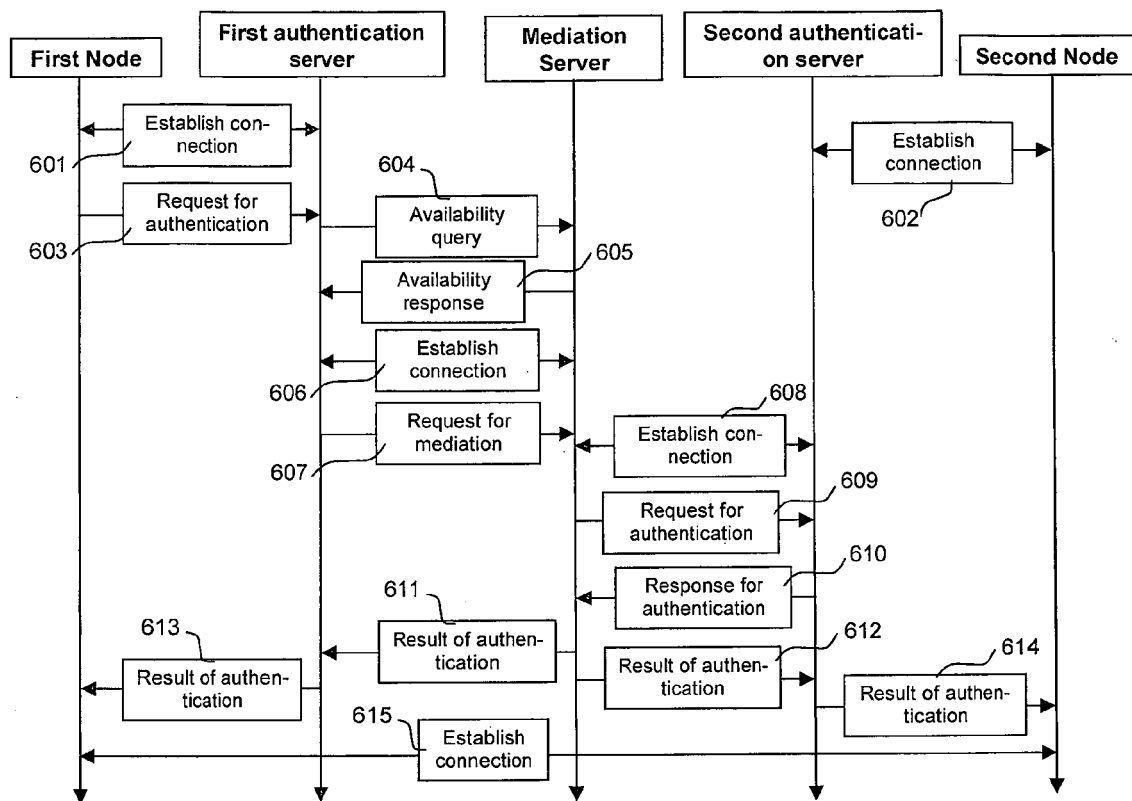 First Node
First authentication
server
Mediation
Server
Second authenticati-
on server
Second Node
Establish con-
nection
601
Establish
connection
602
Request for
authentication
603
604
Availability
query
605
Availability
response
Establish
connection
606
Request for
mediation
607
608
Establish con-
nection
609
Request for
authentication
610
Response for
authentication
611
Result of authen-
tication
612
Result of authen-
tication
613
Result of authen-
tication
614
Result of authen-
tication
615
Establish
connection